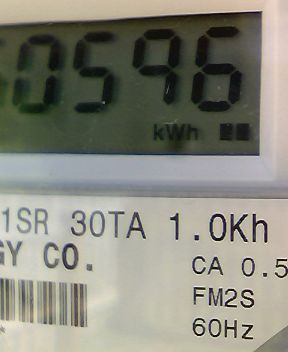 0596
kWh
1SR 30TA 1.0Kh
GY CO.
CA 0.5
FM2S
60Hz